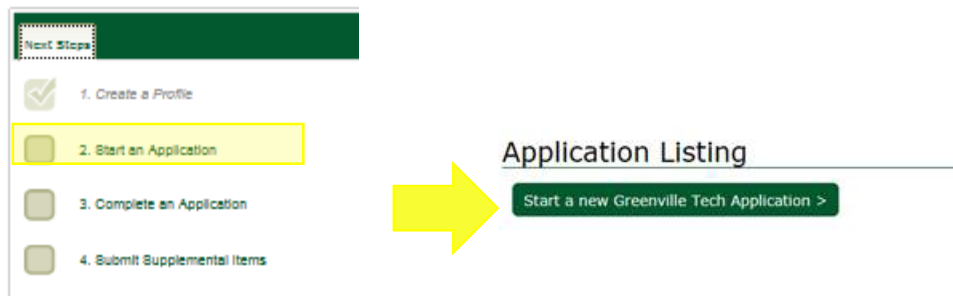 Next Steps
1. Create a Profile
2. Start an Application
3. Complete an Application
4. Submit Supplemental Items
Application Listing
Start a new Greenville Tech Application >